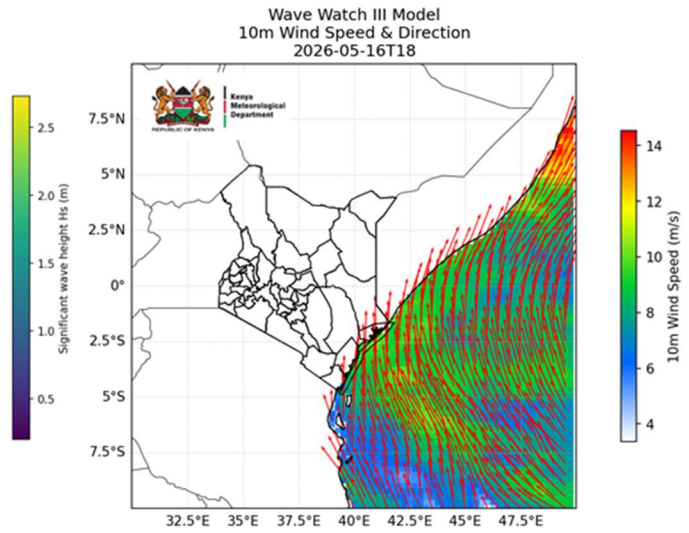 Wave Watch III Model
10m Wind Speed & Direction
2026-05-16T18
Kenya
Meteorological
Department
REPUBLIC OF KENYA
7.5°N
5°N
2.5°N
0°
2.5°S
5°S
7.5°S
32.5°E
35°E
37.5°E
40°E
42.5°E
45°E
47.5°E
2.5
2.0
1.5
1.0
0.5
Significant wave height Hs (m)
14
12
10
8
6
4
10m Wind Speed (m/s)